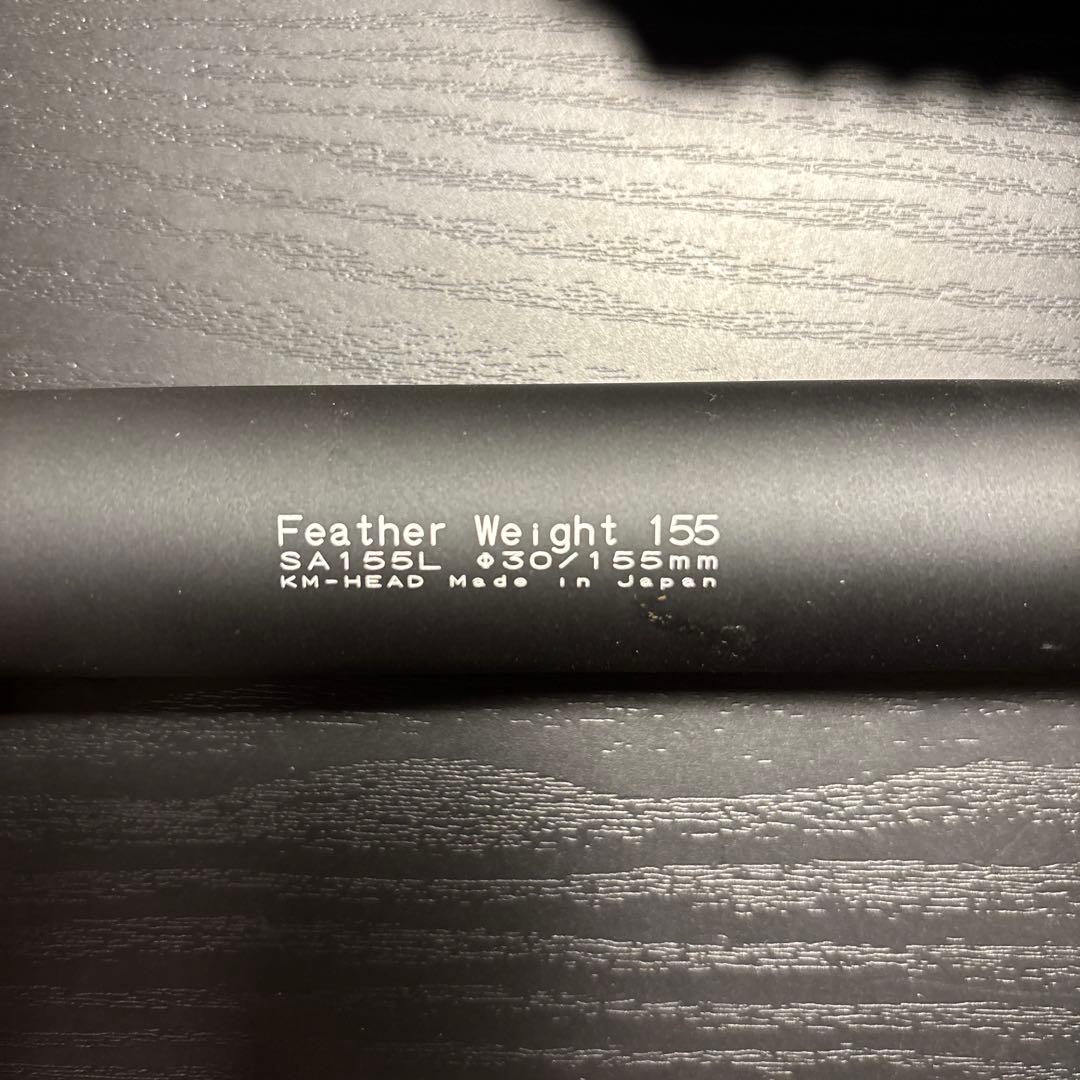 Feather Weight 155
SA155L Φ30/155mm
KM-HEAD Made in Japan